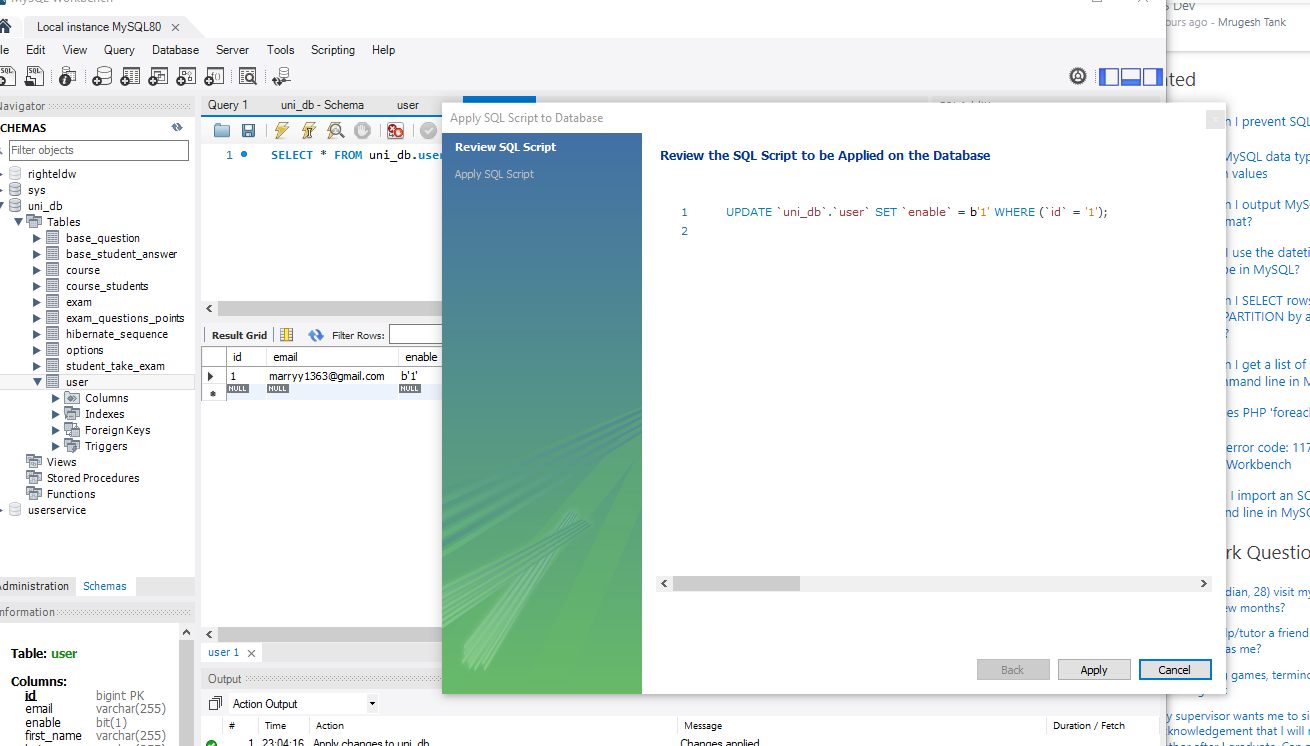 MySQL Workbench
Local instance MySQL80
Edit View Query Database Server Tools Scripting Help
Navigator
SCHEMAS
Filter objects
righteldw
sys
uni_db
Tables
base_question
base_student_answer
course
course_students
exam
exam_questions_points
hibernate_sequence
options
student_take_exam
user
Columns
Indexes
Foreign Keys
Triggers
Views
Stored Procedures
Functions
userservice
Administration Schemas
Information
Table: user
Columns:
id bigint PK
email varchar(255)
enable bit(1)
first_name varchar(255)
Query 1 uni_db - Schema user
1 SELECT * FROM uni_db.user
Result Grid Filter Rows:
id email enable
1 marryy1363@gmail.com b'1'
NULL NULL NULL
user 1
Output
Action Output
# Time Action Message Duration / Fetch
1 23:04:16 Apply changes to uni_db Changes applied
Apply SQL Script to Database
Review SQL Script
Apply SQL Script
Review the SQL Script to be Applied on the Database
1 UPDATE `uni_db`.`user` SET `enable` = b'1' WHERE (`id` = '1');
2
Back Apply Cancel
Dev
ours ago - Mrugesh Tank
ated
n I prevent SQL
MySQL data typ
n values
n I output MyS
mat?
I use the dateti
pe in MySQL?
n I SELECT rows
PARTITION by a
?
n I get a list of
mmand line in M
es PHP 'foreach
error code: 117
Workbench
I import an SQ
nd line in MySQ
rk Questio
dian, 28) visit my
ew months?
lp/tutor a friend
as me?
games, termino
y supervisor wants me to si
knowledgement that I will n